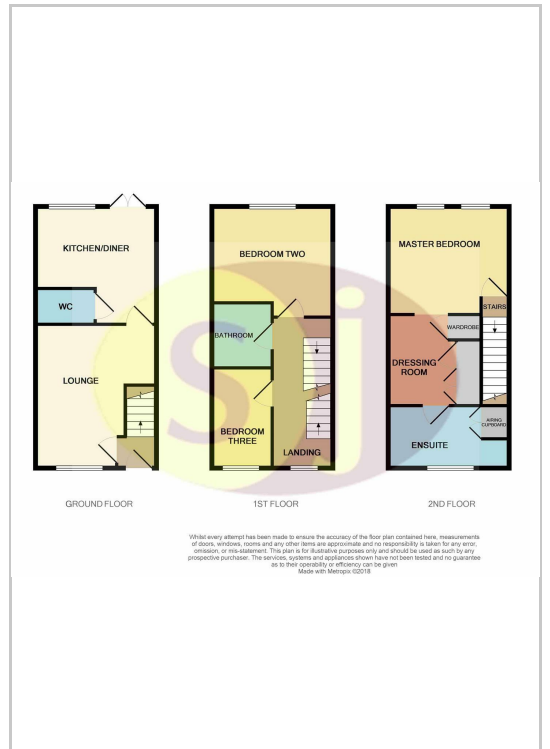 KITCHEN/DINER
WC
LOUNGE
GROUND FLOOR
BEDROOM TWO
BATHROOM
BEDROOM
THREE
LANDING
1ST FLOOR
MASTER BEDROOM
STAIRS
WARDROBE
DRESSING
ROOM
AIRING
CUPBOARD
ENSUITE
2ND FLOOR
sj
Whilst every attempt has been made to ensure the accuracy of the floor plan contained here, measurements
of doors, windows, rooms and any other items are approximate and no responsibility is taken for any error,
omission, or mis-statement. This plan is for illustrative purposes only and should be used as such by any
prospective purchaser. The services, systems and appliances shown have not been tested and no guarantee
as to their operability or efficiency can be given
Made with Metropix ©2018